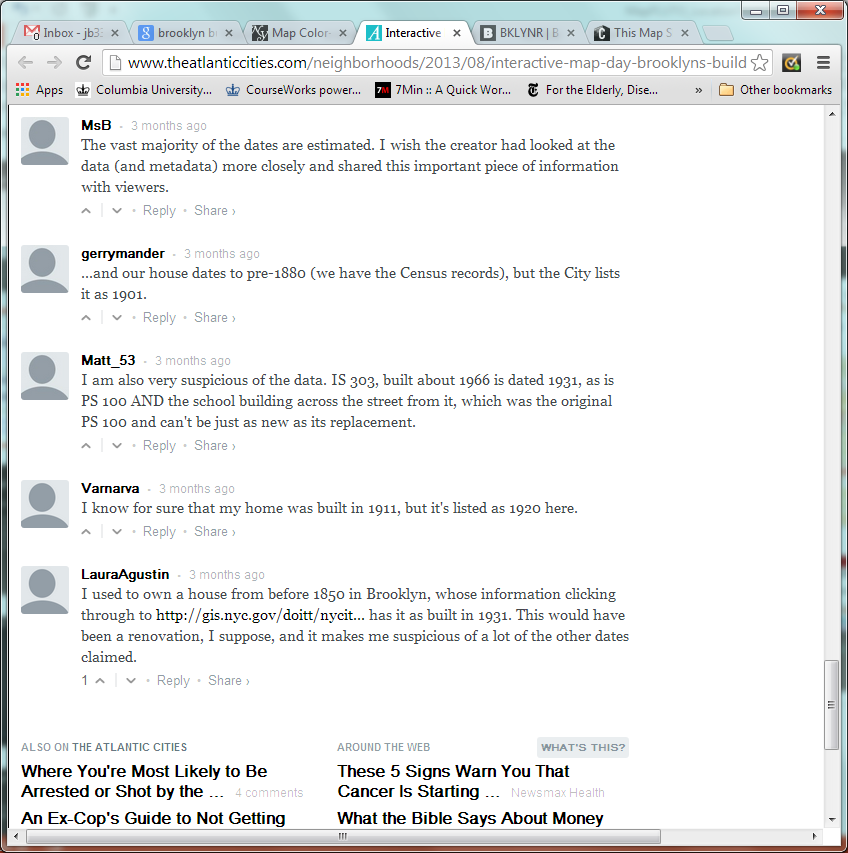 Inbox - jb33
brooklyn br
Map Color
Interactive
BKLYNR | B
This Map S
www.theatlanticcities.com/neighborhoods/2013/08/interactive-map-day-brooklyns-build
Apps
Columbia University...
CourseWorks power...
7M
7Min :: A Quick Wor...
For the Elderly, Dise...
»
Other bookmarks
MsB • 3 months ago
The vast majority of the dates are estimated. I wish the creator had looked at the
data (and metadata) more closely and shared this important piece of information
with viewers.
Reply • Share ›
gerrymander • 3 months ago
...and our house dates to pre-1880 (we have the Census records), but the City lists
it as 1901.
Reply • Share ›
Matt_53 • 3 months ago
I am also very suspicious of the data. IS 303, built about 1966 is dated 1931, as is
PS 100 AND the school building across the street from it, which was the original
PS 100 and can't be just as new as its replacement.
Reply • Share ›
Varnarva • 3 months ago
I know for sure that my home was built in 1911, but it's listed as 1920 here.
Reply • Share ›
LauraAgustin • 3 months ago
I used to own a house from before 1850 in Brooklyn, whose information clicking
through to http://gis.nyc.gov/doitt/nycit... has it as built in 1931. This would have
been a renovation, I suppose, and it makes me suspicious of a lot of the other dates
claimed.
1 • Reply • Share ›
ALSO ON THE ATLANTIC CITIES
Where You're Most Likely to Be
Arrested or Shot by the ... 4 comments
An Ex-Cop's Guide to Not Getting
AROUND THE WEB
WHAT'S THIS?
These 5 Signs Warn You That
Cancer Is Starting ... Newsmax Health
What the Bible Says About Money